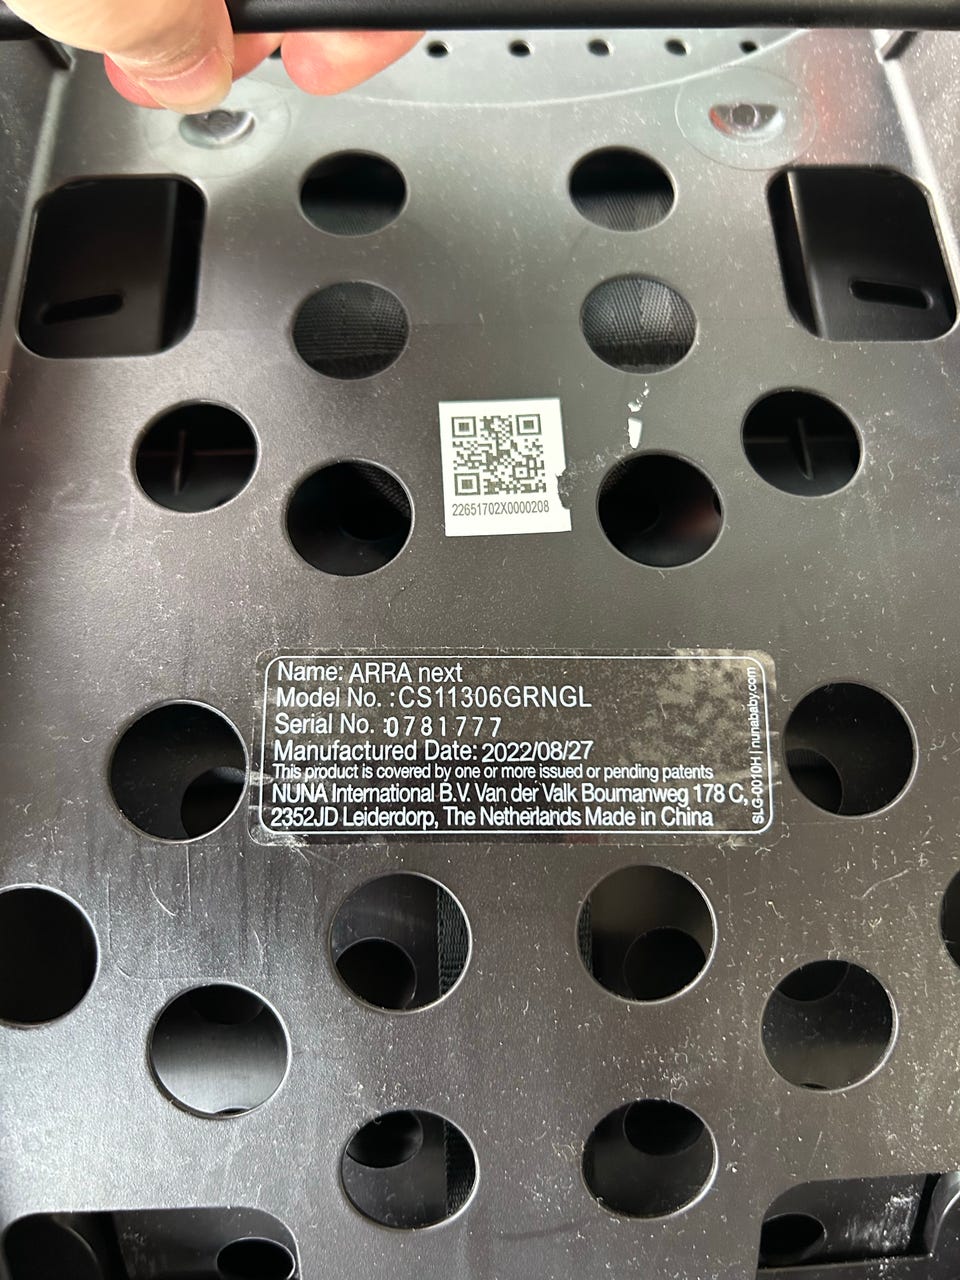 22651702X0000208
Name: ARRA next
Model No. :CS11306GRNGL
Serial No. :0781777
Manufactured Date: 2022/08/27
This product is covered by one or more issued or pending patents
NUNA International B.V. Van der Valk Boumanweg 178 C,
2352JD Leiderdorp, The Netherlands Made in China
SLG-0010H | nunababy.com